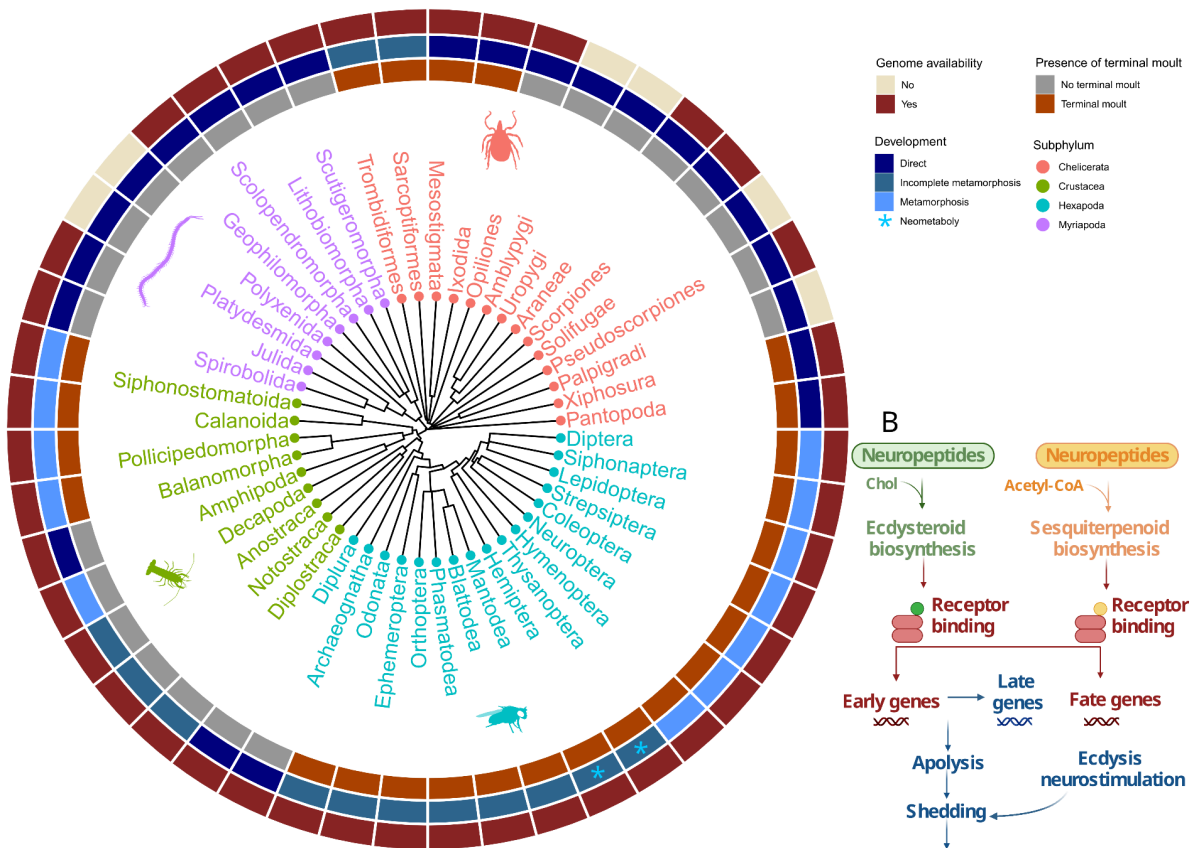 Genome availability
No
Yes
Presence of terminal moult
No terminal moult
Terminal moult
Development
Direct
Incomplete metamorphosis
Metamorphosis
* Neometaboly
Subphylum
Chelicerata
Crustacea
Hexapoda
Myriapoda
Spirobolida
Julida
Platydesmida
Polyxenida
Geophilomorpha
Scolopendromorpha
Lithobiomorpha
Scutigeromorpha
Trombidiformes
Sarcoptiformes
Mesostigmata
Ixodida
Opiliones
Amblypygi
Uropygi
Araneae
Scorpiones
Solifugae
Pseudoscorpiones
Palpigradi
Xiphosura
Pantopoda
Diptera
Siphonaptera
Lepidoptera
Strepsiptera
Coleoptera
Neuroptera
Hymenoptera
Thysanoptera
Hemiptera
Mantodea
Blattodea
Phasmatodea
Orthoptera
Ephemeroptera
Odonata
Archaeognatha
Diplura
Diplostraca
Notostraca
Anostraca
Decapoda
Amphipoda
Balanomorpha
Pollicipedomorpha
Calanoida
Siphonostomatoida
*
*
B
Neuropeptides
Neuropeptides
Chol
Acetyl-CoA
Ecdysteroid
biosynthesis
Sesquiterpenoid
biosynthesis
Receptor
binding
Receptor
binding
Early genes
Late
genes
Fate genes
Apolysis
Ecdysis
neurostimulation
Shedding